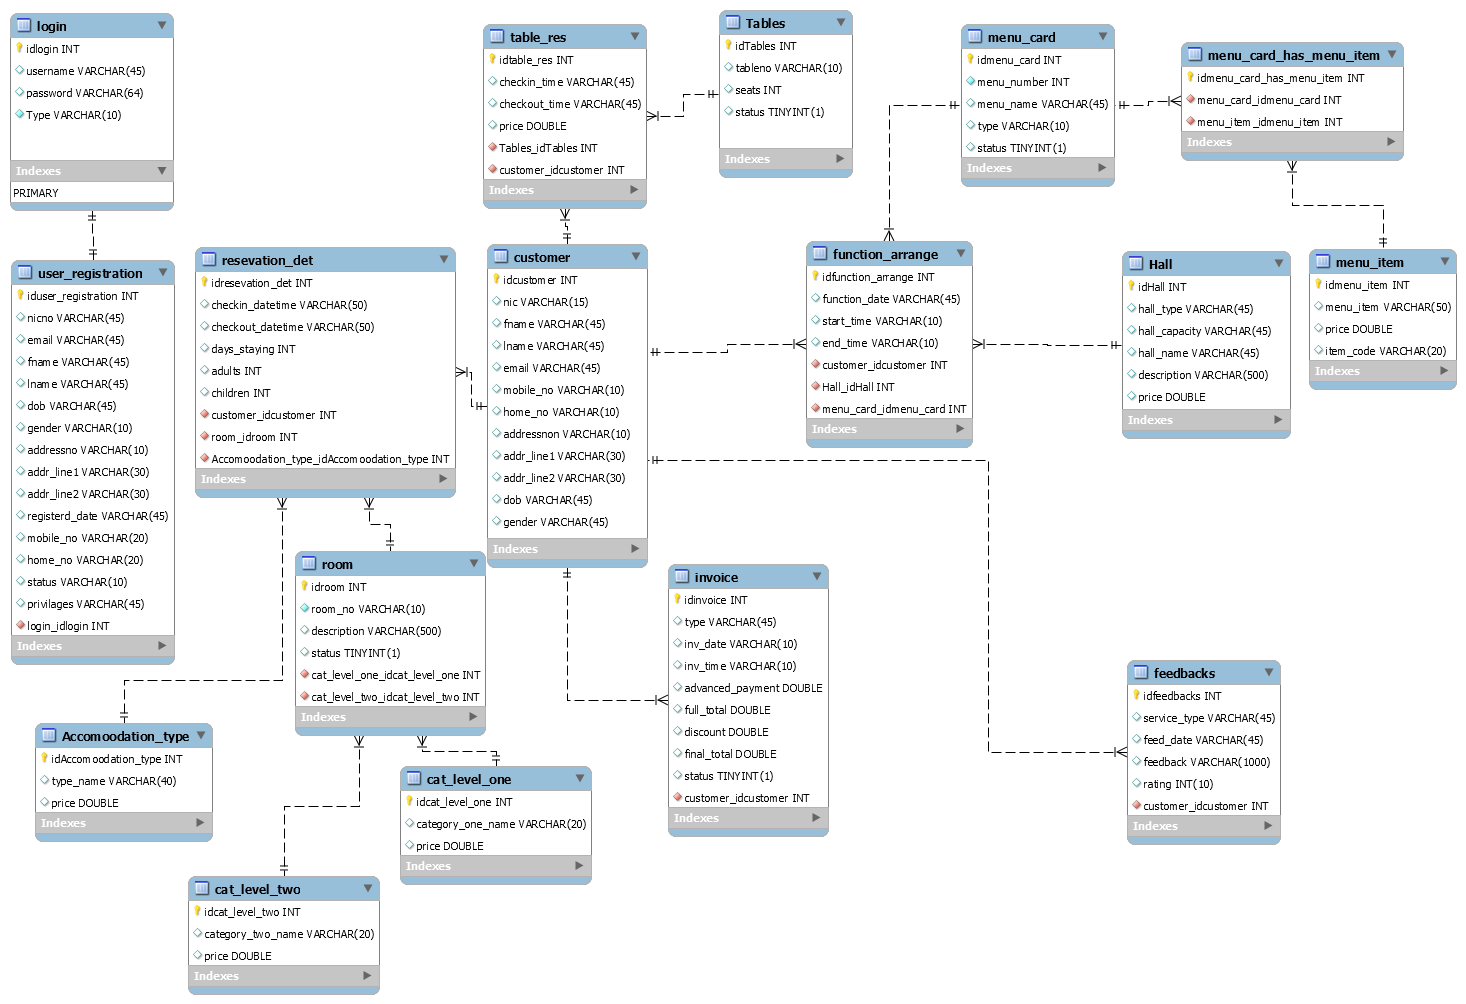 login
idlogin INT
username VARCHAR(45)
password VARCHAR(64)
Type VARCHAR(10)
Indexes
PRIMARY
user_registration
iduser_registration INT
nicno VARCHAR(45)
email VARCHAR(45)
fname VARCHAR(45)
lname VARCHAR(45)
dob VARCHAR(45)
gender VARCHAR(10)
addressno VARCHAR(10)
addr_line1 VARCHAR(30)
addr_line2 VARCHAR(30)
registerd_date VARCHAR(45)
mobile_no VARCHAR(20)
home_no VARCHAR(20)
status VARCHAR(10)
privilages VARCHAR(45)
login_idlogin INT
Indexes
resevation_det
idresevation_det INT
checkin_datetime VARCHAR(50)
checkout_datetime VARCHAR(50)
days_staying INT
adults INT
children INT
customer_idcustomer INT
room_idroom INT
Accomoodation_type_idAccomoodation_type INT
Indexes
table_res
idtable_res INT
checkin_time VARCHAR(45)
checkout_time VARCHAR(45)
price DOUBLE
Tables_idTables INT
customer_idcustomer INT
Indexes
Tables
idTables INT
tableno VARCHAR(10)
seats INT
status TINYINT(1)
Indexes
customer
idcustomer INT
nic VARCHAR(15)
fname VARCHAR(45)
lname VARCHAR(45)
email VARCHAR(45)
mobile_no VARCHAR(10)
home_no VARCHAR(10)
addressnon VARCHAR(10)
addr_line1 VARCHAR(30)
addr_line2 VARCHAR(30)
dob VARCHAR(45)
gender VARCHAR(45)
Indexes
menu_card
idmenu_card INT
menu_number INT
menu_name VARCHAR(45)
type VARCHAR(10)
status TINYINT(1)
Indexes
menu_card_has_menu_item
idmenu_card_has_menu_item INT
menu_card_idmenu_card INT
menu_item_idmenu_item INT
Indexes
function_arrange
idfunction_arrange INT
function_date VARCHAR(45)
start_time VARCHAR(10)
end_time VARCHAR(10)
customer_idcustomer INT
Hall_idHall INT
menu_card_idmenu_card INT
Indexes
Hall
idHall INT
hall_type VARCHAR(45)
hall_capacity VARCHAR(45)
hall_name VARCHAR(45)
description VARCHAR(500)
price DOUBLE
Indexes
menu_item
idmenu_item INT
menu_item VARCHAR(50)
price DOUBLE
item_code VARCHAR(20)
Indexes
room
idroom INT
room_no VARCHAR(10)
description VARCHAR(500)
status TINYINT(1)
cat_level_one_idcat_level_one INT
cat_level_two_idcat_level_two INT
Indexes
invoice
idinvoice INT
type VARCHAR(45)
inv_date VARCHAR(10)
inv_time VARCHAR(10)
advanced_payment DOUBLE
full_total DOUBLE
discount DOUBLE
final_total DOUBLE
status TINYINT(1)
customer_idcustomer INT
Indexes
feedbacks
idfeedbacks INT
service_type VARCHAR(45)
feed_date VARCHAR(45)
feedback VARCHAR(1000)
rating INT(10)
customer_idcustomer INT
Indexes
Accomoodation_type
idAccomoodation_type INT
type_name VARCHAR(40)
price DOUBLE
Indexes
cat_level_one
idcat_level_one INT
category_one_name VARCHAR(20)
price DOUBLE
Indexes
cat_level_two
idcat_level_two INT
category_two_name VARCHAR(20)
price DOUBLE
Indexes